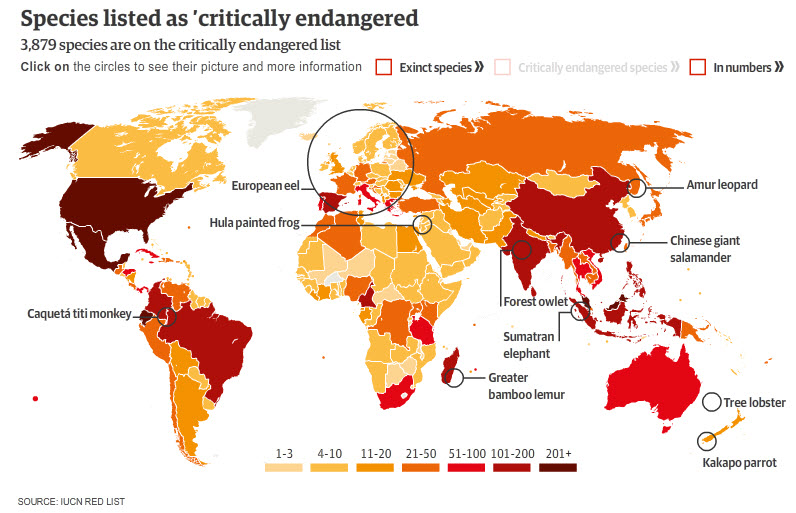 Species listed as 'critically endangered
3,879 species are on the critically endangered list
Click on the circles to see their picture and more information
Exinct species »
Critically endangered species »
In numbers »
European eel
Amur leopard
Hula painted frog
Chinese giant
salamander
Forest owlet
Caquetá titi monkey
Sumatran
elephant
Greater
bamboo lemur
Tree lobster
Kakapo parrot
1-3
4-10
11-20
21-50
51-100
101-200
201+
SOURCE: IUCN RED LIST